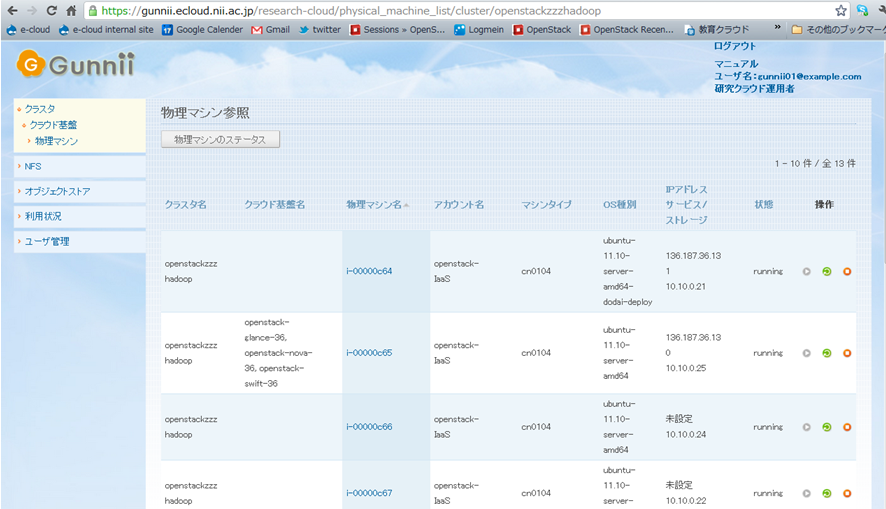 https://gunnii.ecloud.nii.ac.jp/research-cloud/physical_machine_list/cluster/openstackzzzhadoop
e-cloud e-cloud internal site Google Calender Gmail twitter Sessions » OpenS... Logmein OpenStack OpenStack Recen... 教育クラウド » その他のブックマーク
ログアウト
Gunnii
マニュアル
ユーザ名:gunnii01@example.com
研究クラウド運用者
クラスタ
クラウド基盤
物理マシン
NFS
オブジェクトストア
利用状況
ユーザ管理
物理マシン参照
物理マシンのステータス
1 - 10 件 / 全 13 件
クラスタ名 クラウド基盤名 物理マシン名 アカウント名 マシンタイプ OS種別 IPアドレス
サービス/
ストレージ 状態 操作
openstackzzz
hadoop
i-00000c64
openstack-
IaaS
cn0104
ubuntu-
11.10-
server-
amd64-
dodai-deploy
136.187.36.13
1
10.10.0.21
running
openstackzzz
hadoop
openstack-
glance-36,
openstack-nova-
36, openstack-
swift-36
i-00000c65
openstack-
IaaS
cn0104
ubuntu-
11.10-
server-
amd64
136.187.36.13
0
10.10.0.25
running
openstackzzz
hadoop
i-00000c66
openstack-
IaaS
cn0104
ubuntu-
11.10-
server-
amd64
未設定
10.10.0.24
running
openstackzzz
hadoop
i-00000c67
openstack-
IaaS
cn0104
ubuntu-
11.10-
server-
未設定
10.10.0.22
running